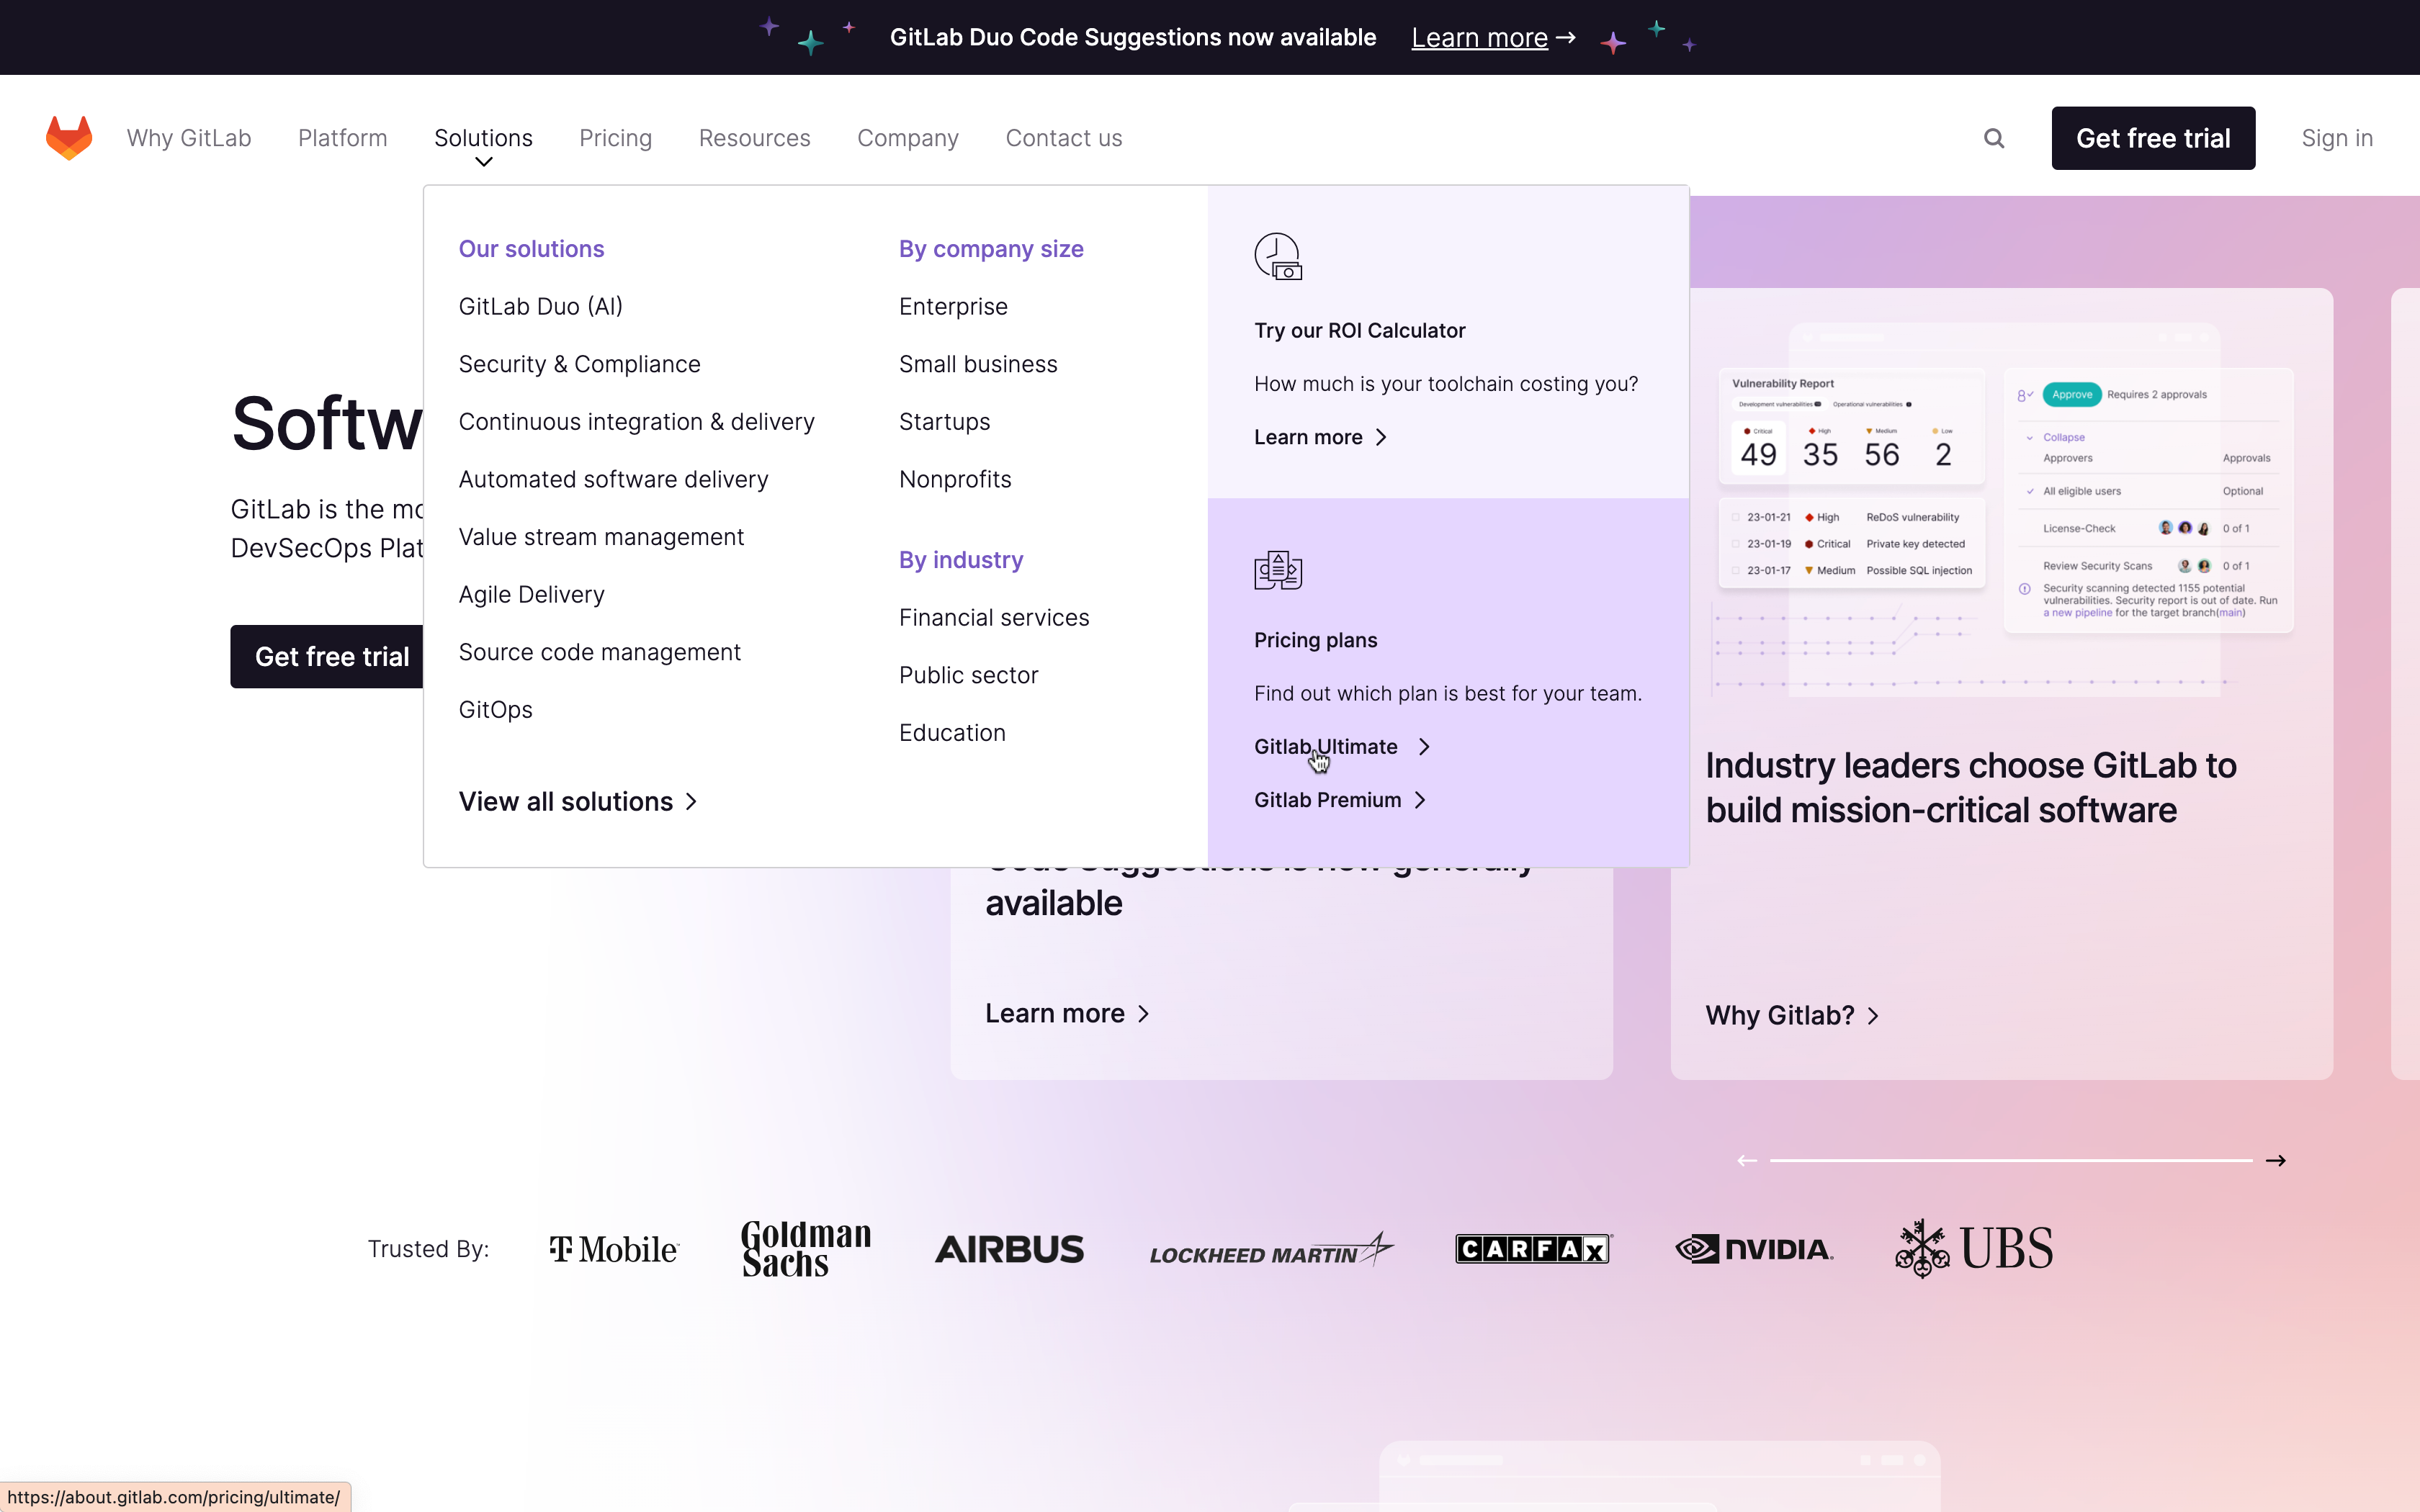 GitLab Duo Code Suggestions now available Learn more →
Why GitLab Platform Solutions Pricing Resources Company Contact us Get free trial Sign in
Softw
GitLab is the mo
DevSecOps Plat
Get free trial
Our solutions
GitLab Duo (AI)
Security & Compliance
Continuous integration & delivery
Automated software delivery
Value stream management
Agile Delivery
Source code management
GitOps
View all solutions
By company size
Enterprise
Small business
Startups
Nonprofits
By industry
Financial services
Public sector
Education
Try our ROI Calculator
How much is your toolchain costing you?
Learn more
Pricing plans
Find out which plan is best for your team.
Gitlab Ultimate
Gitlab Premium
Code Suggestions is now generally
available
Learn more
Vulnerability Report
Development vulnerabilities Operational vulnerabilities
Critical High Medium Low
49 35 56 2
23-01-21 High ReDoS vulnerability
23-01-19 Critical Private key detected
23-01-17 Medium Possible SQL injection
Approve Requires 2 approvals
Collapse
Approvers Approvals
All eligible users Optional
License-Check 0 of 1
Review Security Scans 0 of 1
Security scanning detected 1155 potential
vulnerabilities. Security report is out of date. Run
a new pipeline for the target branch(main)
Industry leaders choose GitLab to
build mission-critical software
Why Gitlab?
Trusted By: T Mobile Goldman Sachs AIRBUS LOCKHEED MARTIN CARFAX NVIDIA. UBS
https://about.gitlab.com/pricing/ultimate/